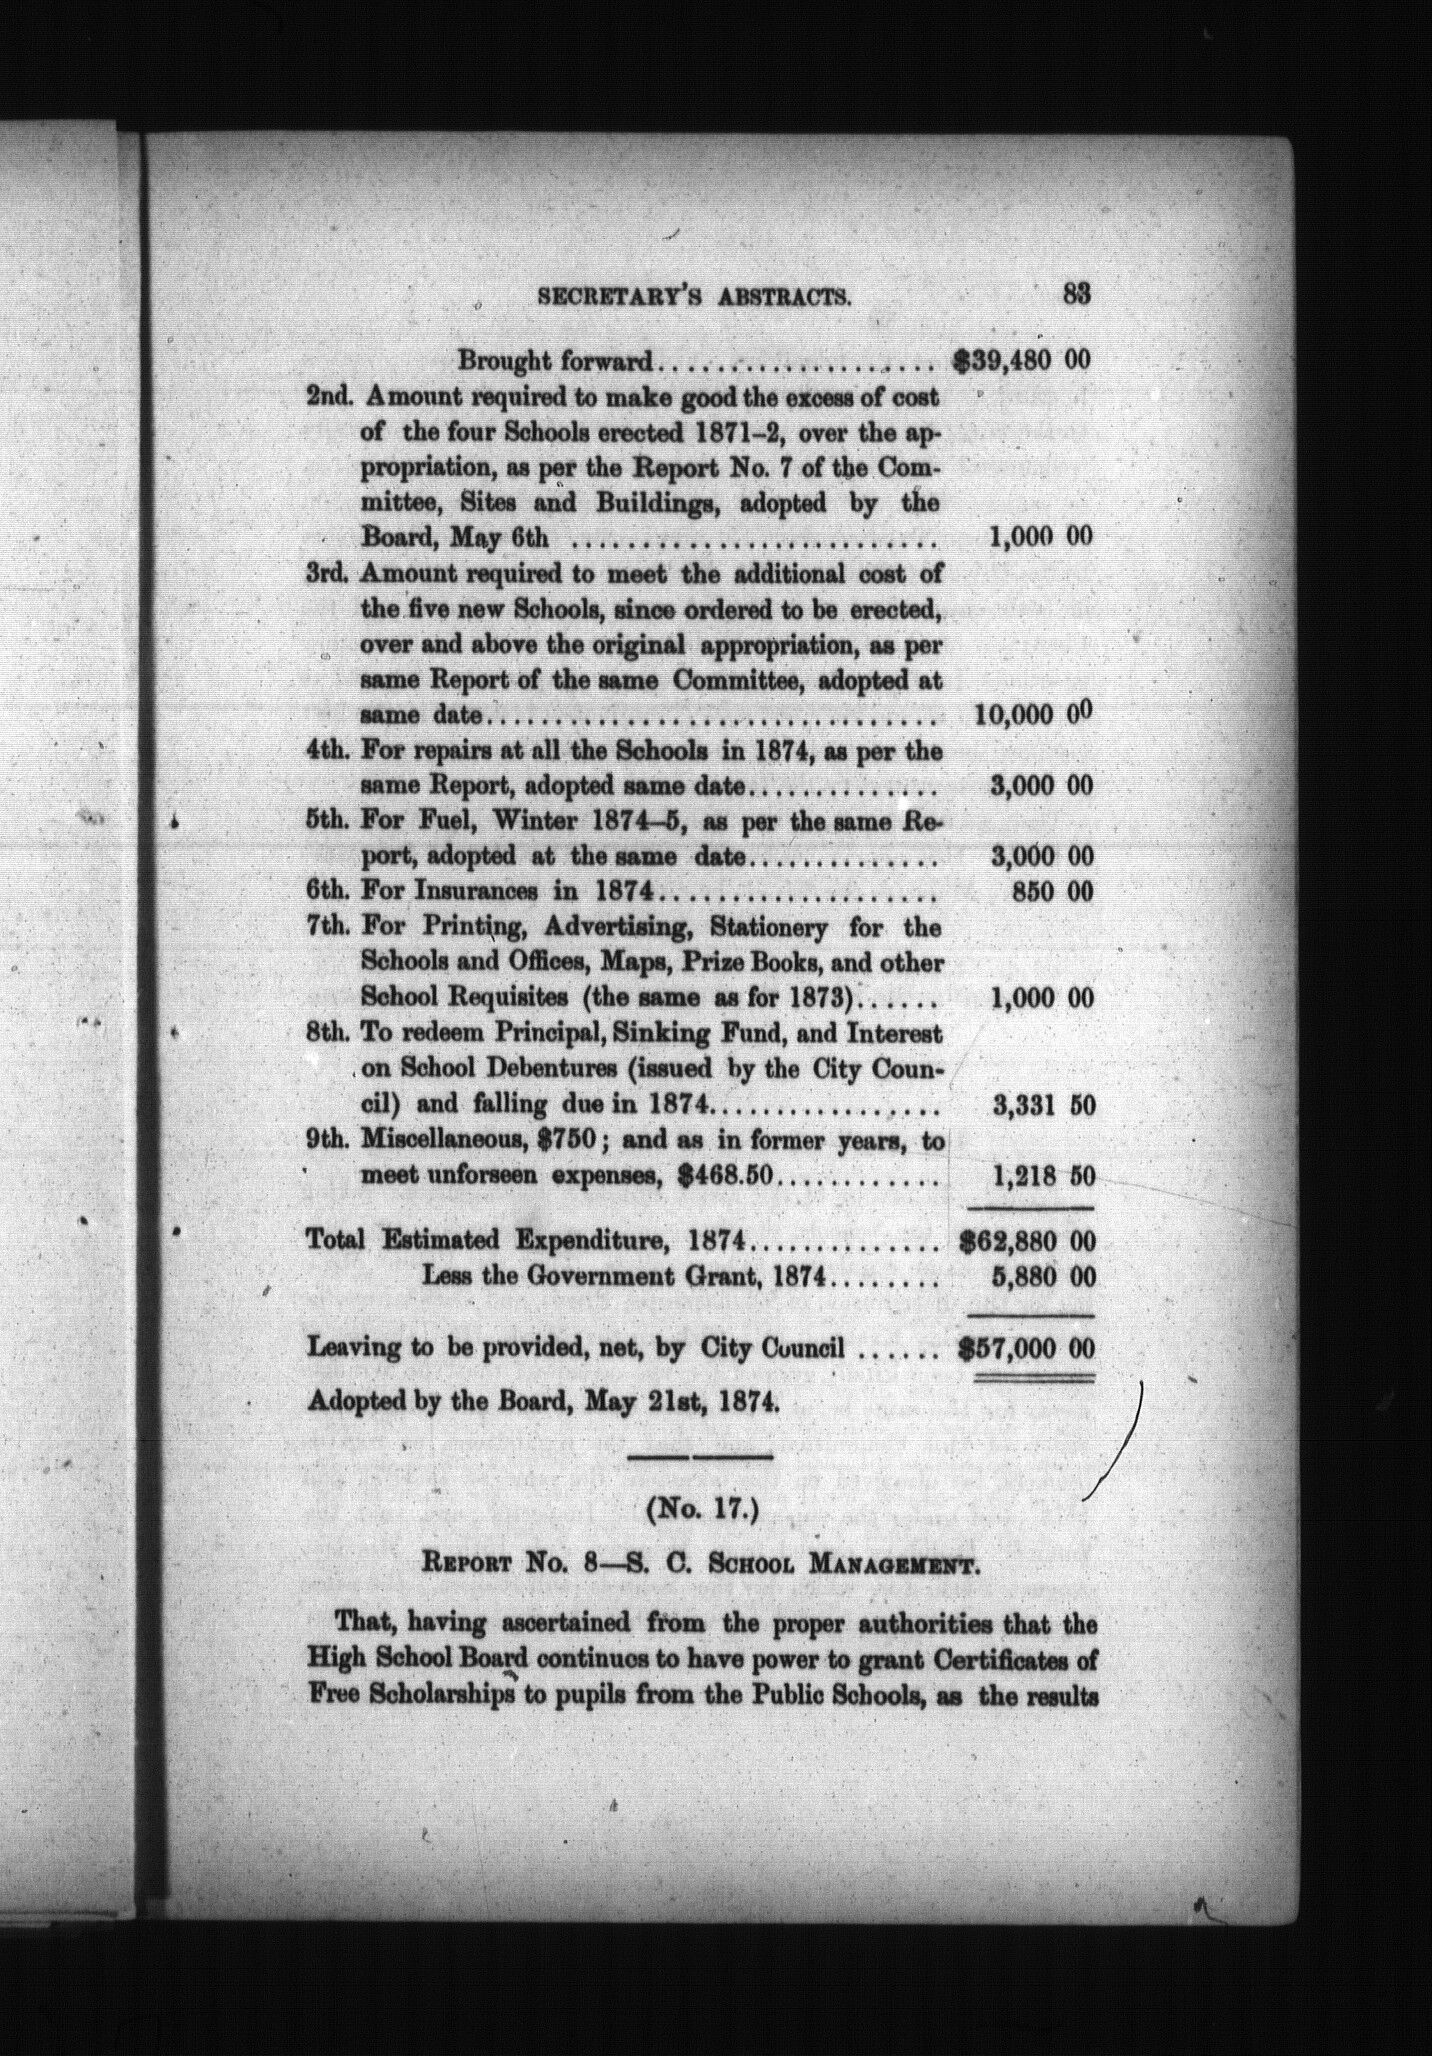 SECRETARY'S ABSTRACTS. 83
Brought forward.................... $39,480 00
2nd. Amount required to make good the excess of cost
of the four Schools erected 1871–2, over the ap-
propriation, as per the Report No. 7 of the Com-
mittee, Sites and Buildings, adopted by the
Board, May 6th .......................... 1,000 00
3rd. Amount required to meet the additional cost of
the five new Schools, since ordered to be erected,
over and above the original appropriation, as per
same Report of the same Committee, adopted at
same date................................ 10,000 00
4th. For repairs at all the Schools in 1874, as per the
same Report, adopted same date.............. 3,000 00
5th. For Fuel, Winter 1874–5, as per the same Re-
port, adopted at the same date.............. 3,000 00
6th. For Insurances in 1874.................... 850 00
7th. For Printing, Advertising, Stationery for the
Schools and Offices, Maps, Prize Books, and other
School Requisites (the same as for 1873)...... 1,000 00
8th. To redeem Principal, Sinking Fund, and Interest
on School Debentures (issued by the City Coun-
cil) and falling due in 1874................. 3,331 50
9th. Miscellaneous, $750; and as in former years, to
meet unforseen expenses, $468.50............ 1,218 50
Total Estimated Expenditure, 1874.............. $62,880 00
Less the Government Grant, 1874........ 5,880 00
Leaving to be provided, net, by City Council ...... $57,000 00
Adopted by the Board, May 21st, 1874.
(No. 17.)
REPORT NO. 8—S. C. SCHOOL MANAGEMENT.
That, having ascertained from the proper authorities that the
High School Board continues to have power to grant Certificates of
Free Scholarships to pupils from the Public Schools, as the results